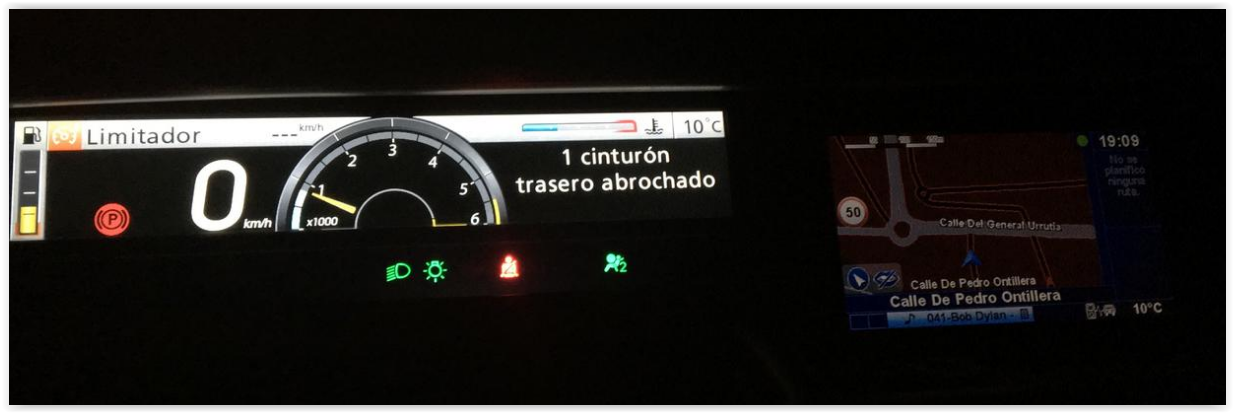 Limitador
--- km/h
10°C
0 km/h
1
2
3
4
5
6
x1000
1 cinturón
trasero abrochado
P
2
19:09
No se
planifico
ninguna
ruta.
50
Calle Del General Urrutia
Calle De Pedro Ontillera
Calle De Pedro Ontillera
041-Bob Dylan -
10°C